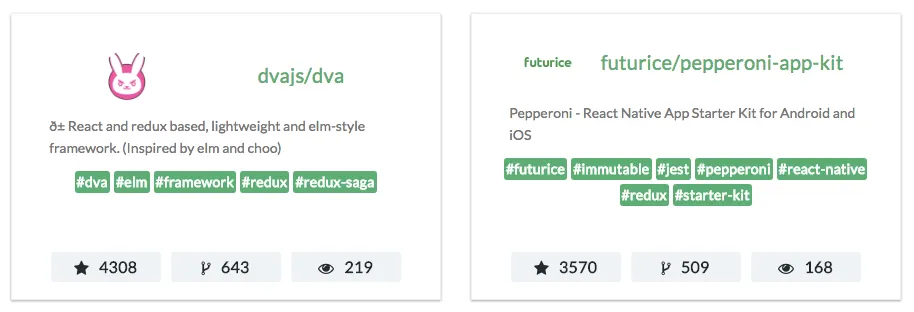 dvajs/dva
ð± React and redux based, lightweight and elm-style
framework. (Inspired by elm and choo)
#dva #elm #framework #redux #redux-saga
4308 643 219
futurice futurice/pepperoni-app-kit
Pepperoni - React Native App Starter Kit for Android and
iOS
#futurice #immutable #jest #pepperoni #react-native
#redux #starter-kit
3570 509 168